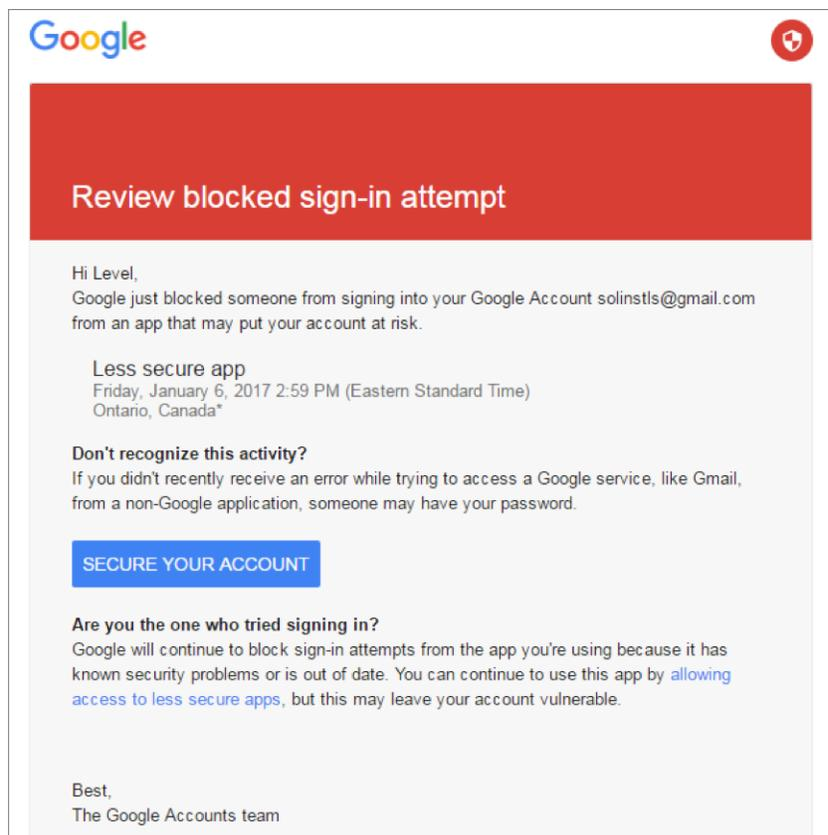 Google
Review blocked sign-in attempt
Hi Level,
Google just blocked someone from signing into your Google Account solinstls@gmail.com
from an app that may put your account at risk.
Less secure app
Friday, January 6, 2017 2:59 PM (Eastern Standard Time)
Ontario, Canada*
Don't recognize this activity?
If you didn't recently receive an error while trying to access a Google service, like Gmail,
from a non-Google application, someone may have your password.
SECURE YOUR ACCOUNT
Are you the one who tried signing in?
Google will continue to block sign-in attempts from the app you're using because it has
known security problems or is out of date. You can continue to use this app by allowing
access to less secure apps, but this may leave your account vulnerable.
Best,
The Google Accounts team